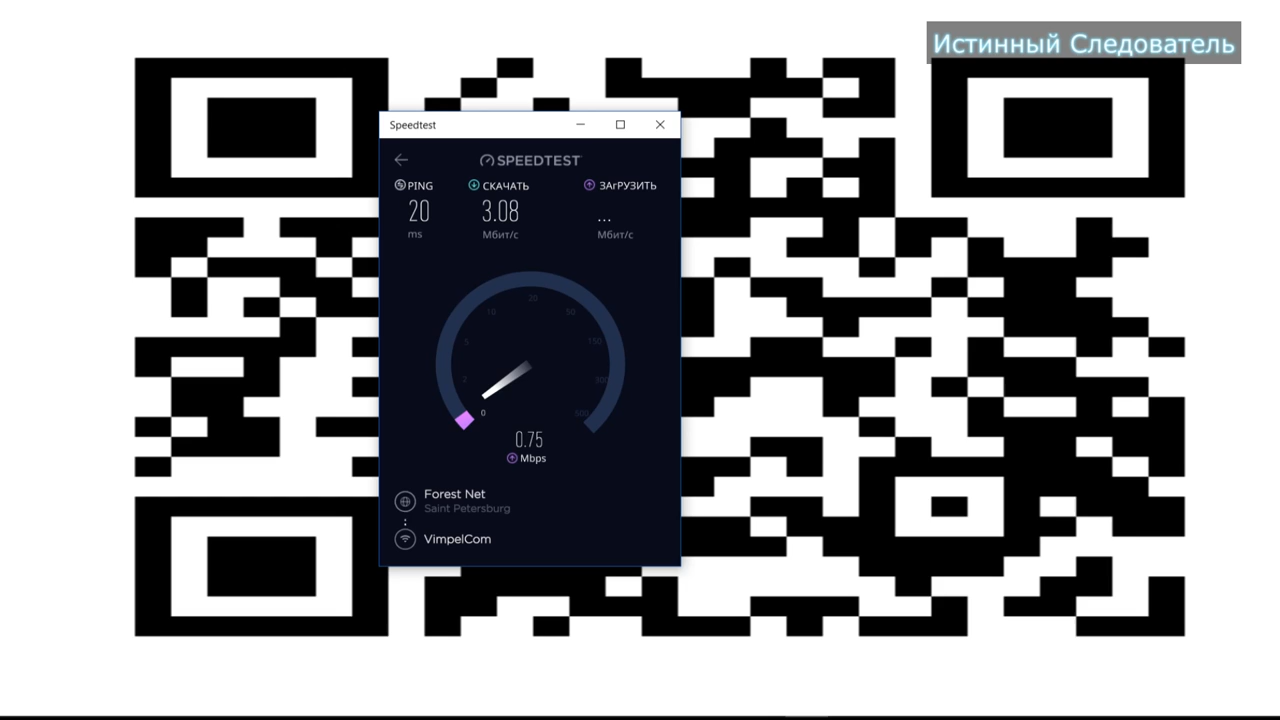 Истинный Следователь
Speedtest
SPEEDTEST
PING СКАЧАТЬ ЗАгРУЗИТЬ
20 3.08 ...
ms Мбит/с Мбит/с
20
10 50
5 150
2 300
0 500
0.75
Mbps
Forest Net
Saint Petersburg
VimpelCom